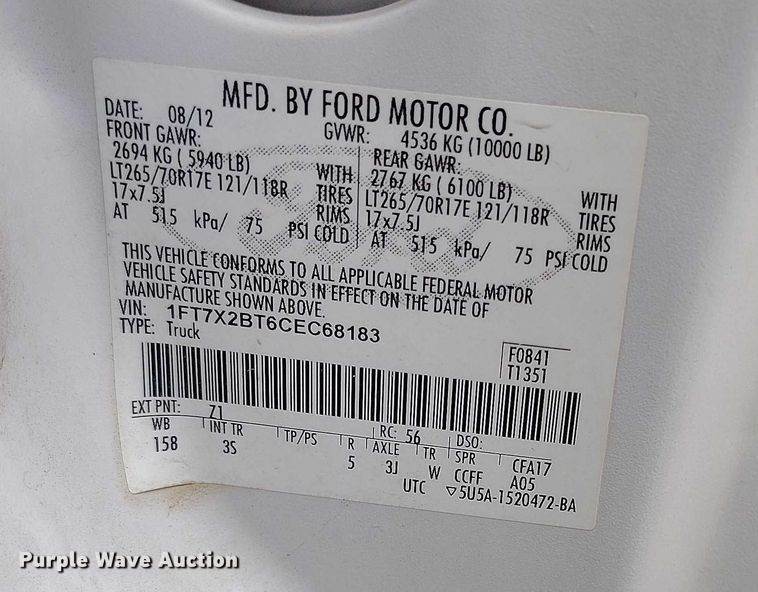 MFD. BY FORD MOTOR CO.
DATE: 08/12 GVWR: 4536 KG (10000 LB)
FRONT GAWR: REAR GAWR:
2694 KG ( 5940 LB) WITH 2767 KG ( 6100 LB) WITH
LT265/70R17E 121/118R TIRES LT265/70R17E 121/118R TIRES
17x7.5J RIMS 17x7.5J RIMS
AT 515 kPa/ 75 PSI COLD AT 515 kPa/ 75 PSI COLD
THIS VEHICLE CONFORMS TO ALL APPLICABLE FEDERAL MOTOR
VEHICLE SAFETY STANDARDS IN EFFECT ON THE DATE OF
MANUFACTURE SHOWN ABOVE.
VIN: 1FT7X2BT6CEC68183
TYPE: Truck
F0841
T1351
EXT PNT: Z1 RC: 56 DSO:
WB INT TR TP/PS R AXLE TR SPR CFA17
158 3S 5 3J W CCFF A05
UTC ▽5U5A-1520472-BA
Purple Wave Auction